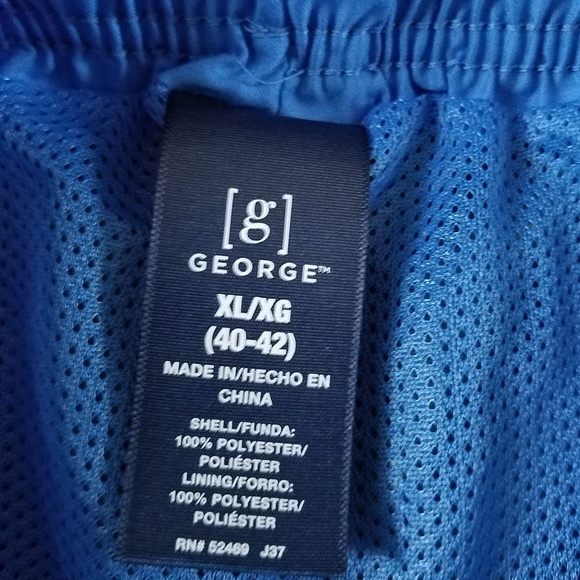 [g]
GEORGE™
XL/XG
(40-42)
MADE IN/HECHO EN
CHINA
SHELL/FUNDA:
100% POLYESTER/
POLIÉSTER
LINING/FORRO:
100% POLYESTER/
POLIÉSTER
RN# 52469 J37